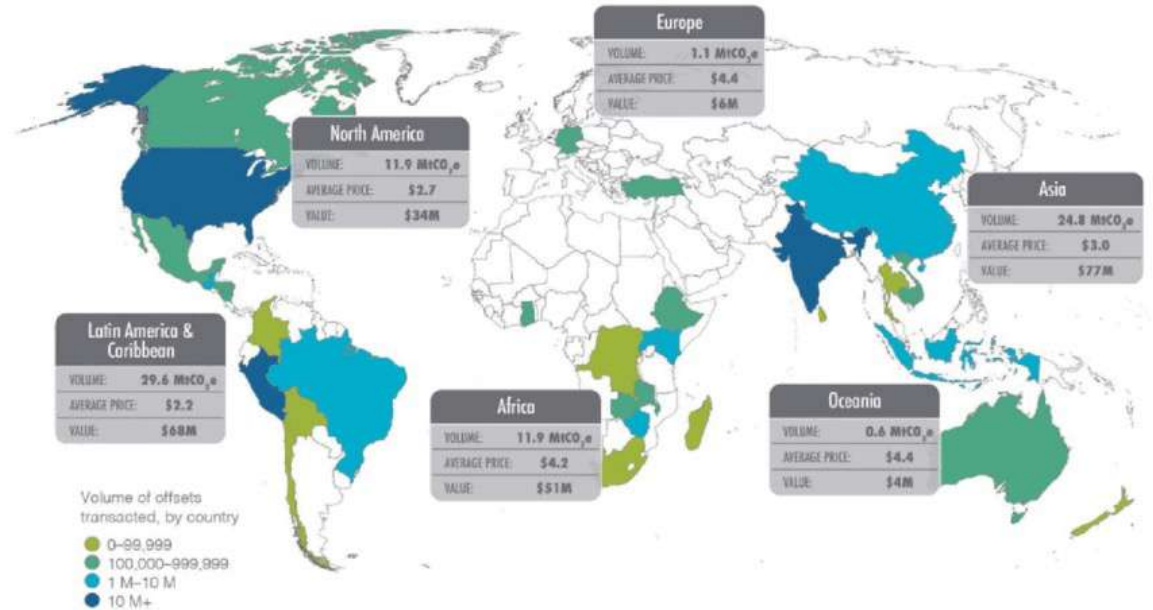 Europe
VOLUME: 1.1 MtCO₂e
AVERAGE PRICE: $4.4
VALUE: $6M
North America
VOLUME: 11.9 MtCO₂e
AVERAGE PRICE: $2.7
VALUE: $34M
Asia
VOLUME: 24.8 MtCO₂e
AVERAGE PRICE: $3.0
VALUE: $77M
Latin America &
Caribbean
VOLUME: 29.6 MtCO₂e
AVERAGE PRICE: $2.2
VALUE: $68M
Africa
VOLUME: 11.9 MtCO₂e
AVERAGE PRICE: $4.2
VALUE: $51M
Oceania
VOLUME: 0.6 MtCO₂e
AVERAGE PRICE: $4.4
VALUE: $4M
Volume of offsets
transacted, by country
0–99,999
100,000–999,999
1 M–10 M
10 M+